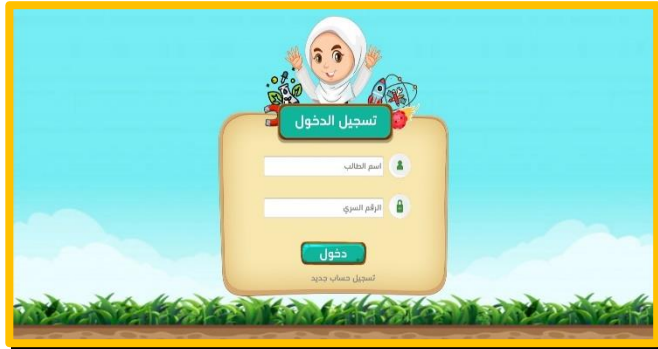 تسجيل الدخول
اسم الطالب
الرقم السري
دخول
تسجيل حساب جديد